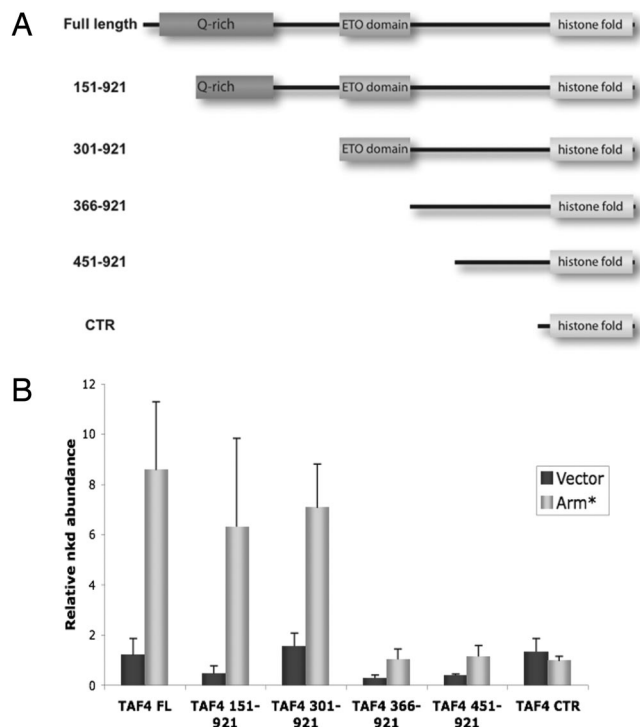 A
Full length
Q-rich
ETO domain
histone fold
151-921
Q-rich
ETO domain
histone fold
301-921
ETO domain
histone fold
366-921
histone fold
451-921
histone fold
CTR
histone fold
B
Relative nkd abundance
12
10
8
6
4
2
0
Vector
Arm*
TAF4 FL
TAF4 151-
921
TAF4 301-
921
TAF4 366-
921
TAF4 451-
921
TAF4 CTR